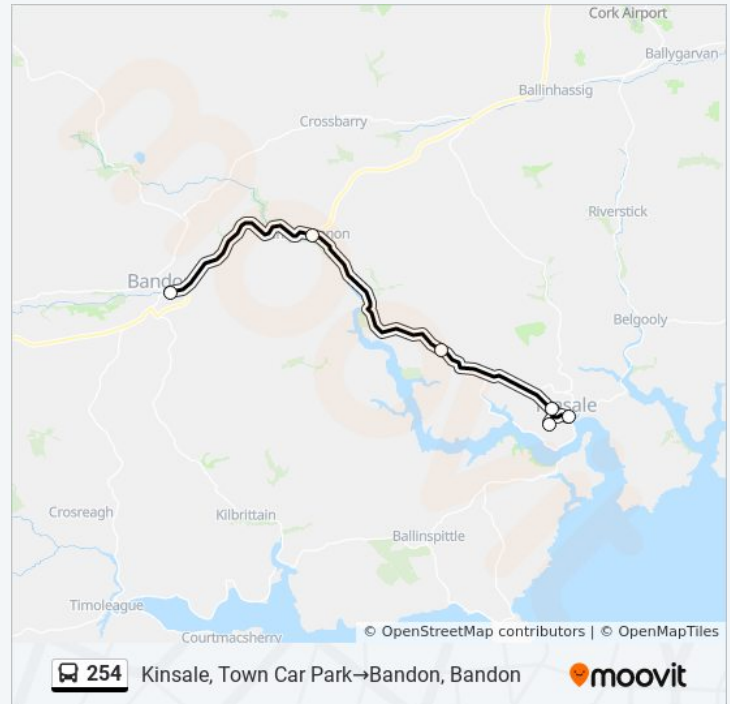 Cork Airport
Ballygarvan
Ballinhassig
Crossbarry
Riverstick
Bandon
Belgooly
Kinsale
Crosreagh
Kilbrittain
Ballinspittle
Timoleague
Courtmacsherry
© OpenStreetMap contributors | © OpenMapTiles
254 Kinsale, Town Car Park→Bandon, Bandon moovit